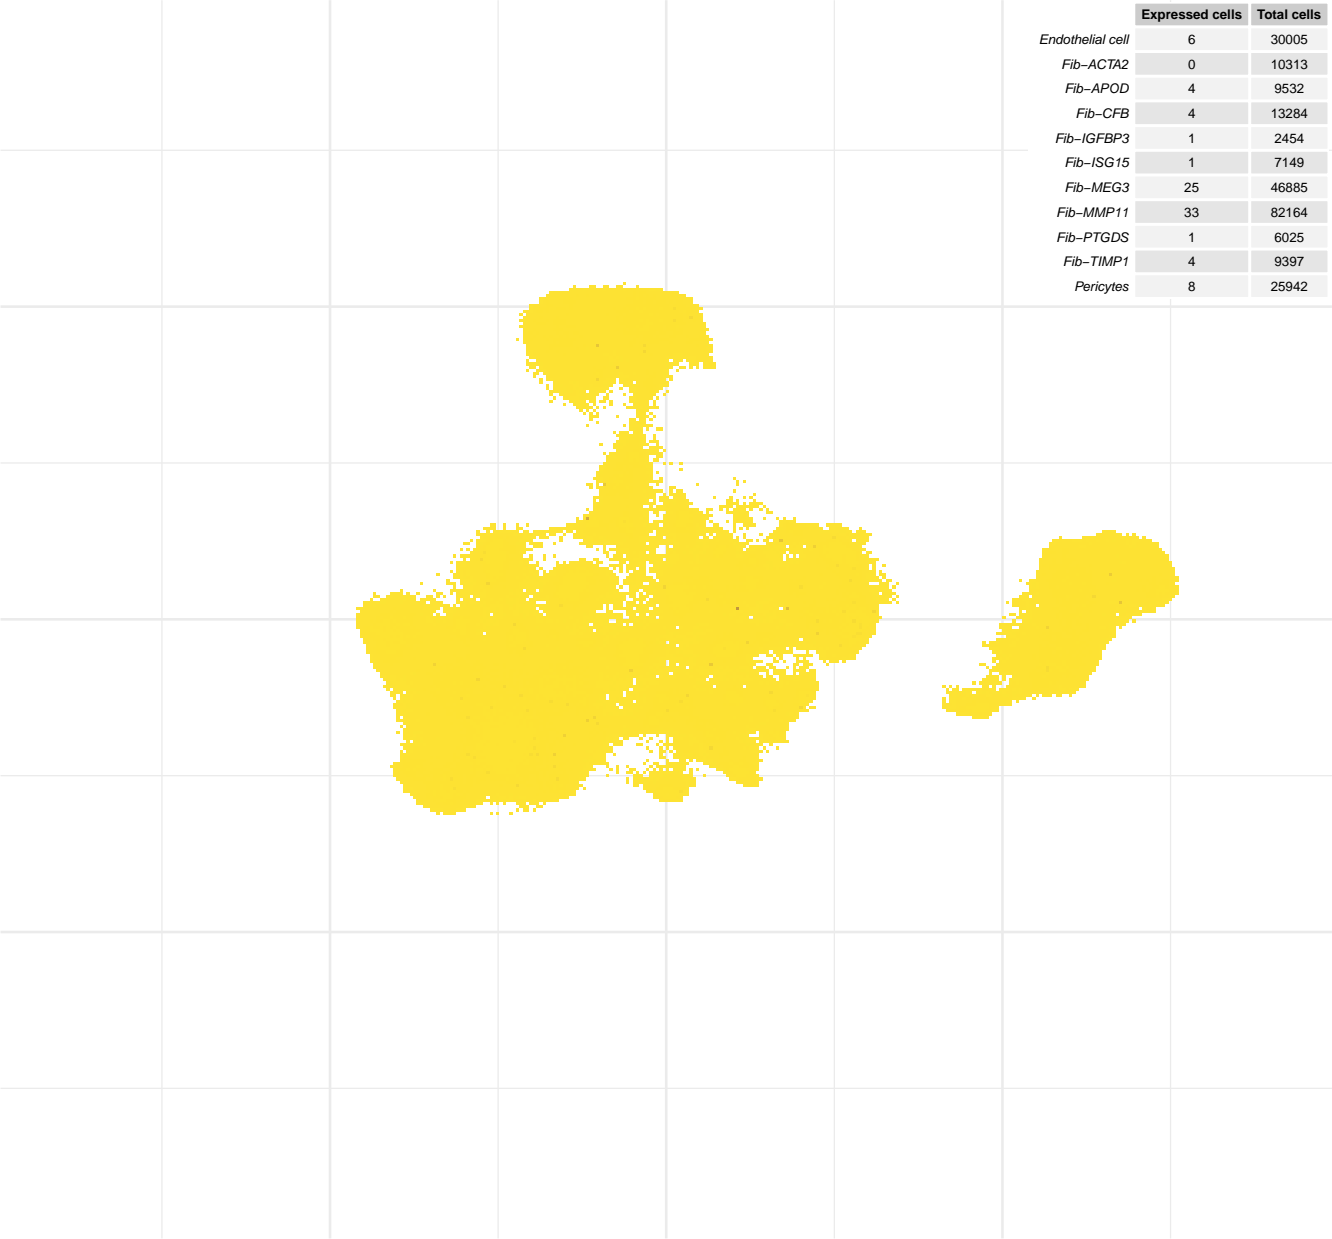 Expressed cells Total cells
Endothelial cell 6 30005
Fib−ACTA2 0 10313
Fib−APOD 4 9532
Fib−CFB 4 13284
Fib−IGFBP3 1 2454
Fib−ISG15 1 7149
Fib−MEG3 25 46885
Fib−MMP11 33 82164
Fib−PTGDS 1 6025
Fib−TIMP1 4 9397
Pericytes 8 25942